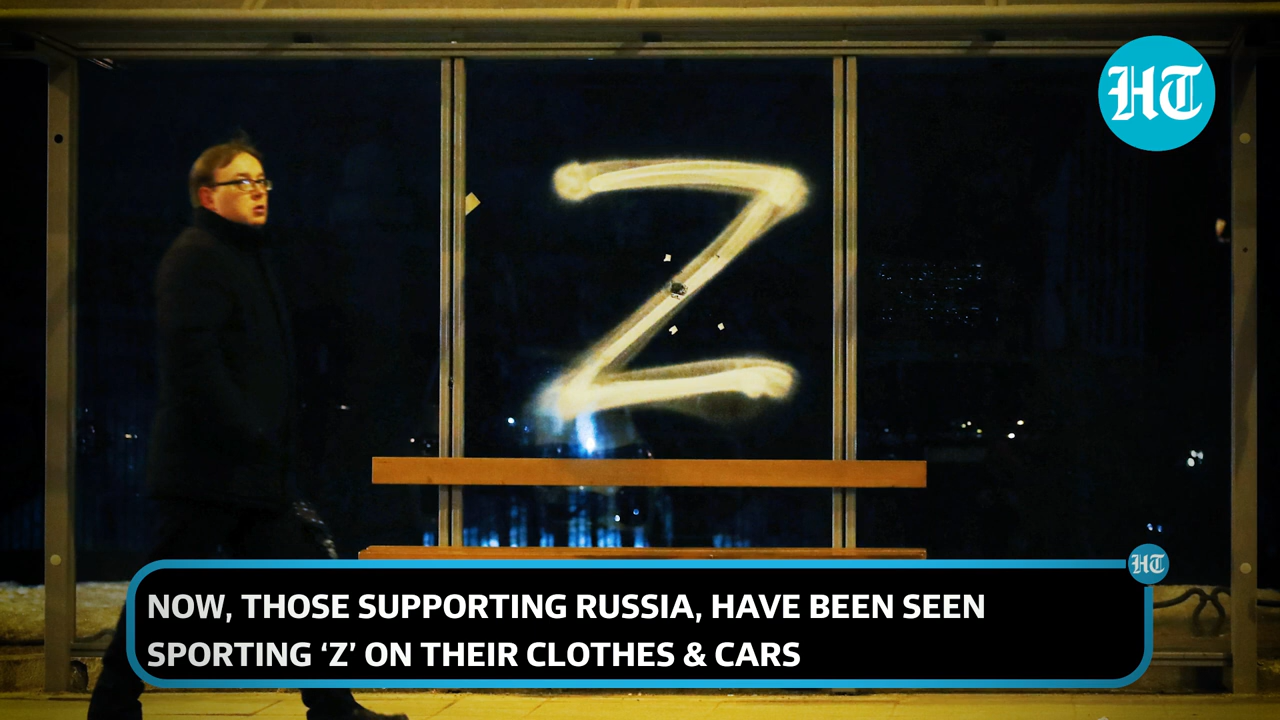 HT
Z
HT
NOW, THOSE SUPPORTING RUSSIA, HAVE BEEN SEEN
SPORTING ‘Z’ ON THEIR CLOTHES & CARS